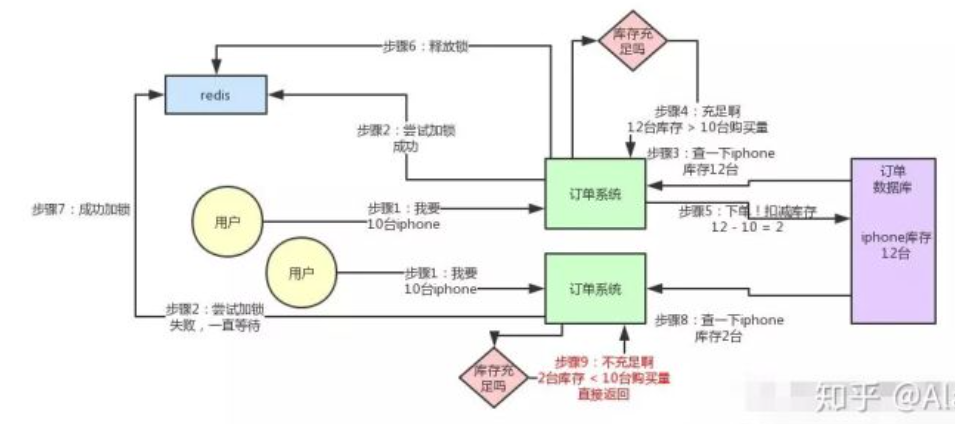 库存充
足吗
步骤6：释放锁
redis
步骤2：尝试加锁
成功
步骤4：充足啊
12台库存 > 10台购买量
步骤3：查一下iphone
库存12台
订单
数据库
订单系统
步骤7：成功加锁
用户
步骤1：我要
10台iphone
步骤5：下单！扣减库存
12 - 10 = 2
iphone库存
12台
用户
步骤1：我要
10台iphone
订单系统
步骤2：尝试加锁
失败，一直等待
步骤8：查一下iphone
库存2台
库存充
足吗
步骤9：不充足啊
2台库存 < 10台购买量
直接返回
知乎 @Ala